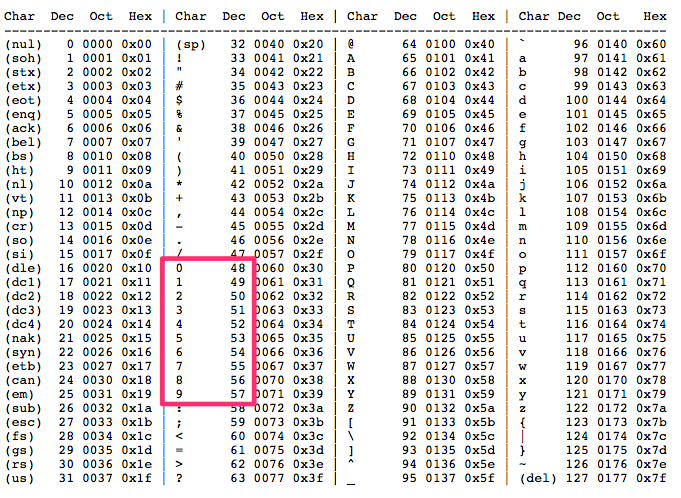 Char  Dec  Oct  Hex | Char  Dec  Oct  Hex | Char  Dec  Oct  Hex | Char Dec  Oct   Hex
---------------------------------------------------------------------------------------
(nul)   0 0000 0x00 | (sp)   32 0040 0x20 | @      64 0100 0x40 | `      96 0140 0x60
(soh)   1 0001 0x01 | !      33 0041 0x21 | A      65 0101 0x41 | a      97 0141 0x61
(stx)   2 0002 0x02 | "      34 0042 0x22 | B      66 0102 0x42 | b      98 0142 0x62
(etx)   3 0003 0x03 | #      35 0043 0x23 | C      67 0103 0x43 | c      99 0143 0x63
(eot)   4 0004 0x04 | $      36 0044 0x24 | D      68 0104 0x44 | d     100 0144 0x64
(enq)   5 0005 0x05 | %      37 0045 0x25 | E      69 0105 0x45 | e     101 0145 0x65
(ack)   6 0006 0x06 | &      38 0046 0x26 | F      70 0106 0x46 | f     102 0146 0x66
(bel)   7 0007 0x07 | '      39 0047 0x27 | G      71 0107 0x47 | g     103 0147 0x67
(bs)    8 0010 0x08 | (      40 0050 0x28 | H      72 0110 0x48 | h     104 0150 0x68
(ht)    9 0011 0x09 | )      41 0051 0x29 | I      73 0111 0x49 | i     105 0151 0x69
(nl)   10 0012 0x0a | *      42 0052 0x2a | J      74 0112 0x4a | j     106 0152 0x6a
(vt)   11 0013 0x0b | +      43 0053 0x2b | K      75 0113 0x4b | k     107 0153 0x6b
(np)   12 0014 0x0c | ,      44 0054 0x2c | L      76 0114 0x4c | l     108 0154 0x6c
(cr)   13 0015 0x0d | -      45 0055 0x2d | M      77 0115 0x4d | m     109 0155 0x6d
(so)   14 0016 0x0e | .      46 0056 0x2e | N      78 0116 0x4e | n     110 0156 0x6e
(si)   15 0017 0x0f | /      47 0057 0x2f | O      79 0117 0x4f | o     111 0157 0x6f
(dle)  16 0020 0x10 | 0      48 0060 0x30 | P      80 0120 0x50 | p     112 0160 0x70
(dc1)  17 0021 0x11 | 1      49 0061 0x31 | Q      81 0121 0x51 | q     113 0161 0x71
(dc2)  18 0022 0x12 | 2      50 0062 0x32 | R      82 0122 0x52 | r     114 0162 0x72
(dc3)  19 0023 0x13 | 3      51 0063 0x33 | S      83 0123 0x53 | s     115 0163 0x73
(dc4)  20 0024 0x14 | 4      52 0064 0x34 | T      84 0124 0x54 | t     116 0164 0x74
(nak)  21 0025 0x15 | 5      53 0065 0x35 | U      85 0125 0x55 | u     117 0165 0x75
(syn)  22 0026 0x16 | 6      54 0066 0x36 | V      86 0126 0x56 | v     118 0166 0x76
(etb)  23 0027 0x17 | 7      55 0067 0x37 | W      87 0127 0x57 | w     119 0167 0x77
(can)  24 0030 0x18 | 8      56 0070 0x38 | X      88 0130 0x58 | x     120 0170 0x78
(em)   25 0031 0x19 | 9      57 0071 0x39 | Y      89 0131 0x59 | y     121 0171 0x79
(sub)  26 0032 0x1a | :      58 0072 0x3a | Z      90 0132 0x5a | z     122 0172 0x7a
(esc)  27 0033 0x1b | ;      59 0073 0x3b | [      91 0133 0x5b | {     123 0173 0x7b
(fs)   28 0034 0x1c | <      60 0074 0x3c | \      92 0134 0x5c | |     124 0174 0x7c
(gs)   29 0035 0x1d | =      61 0075 0x3d | ]      93 0135 0x5d | }     125 0175 0x7d
(rs)   30 0036 0x1e | >      62 0076 0x3e | ^      94 0136 0x5e | ~     126 0176 0x7e
(us)   31 0037 0x1f | ?      63 0077 0x3f | _      95 0137 0x5f | (del) 127 0177 0x7f